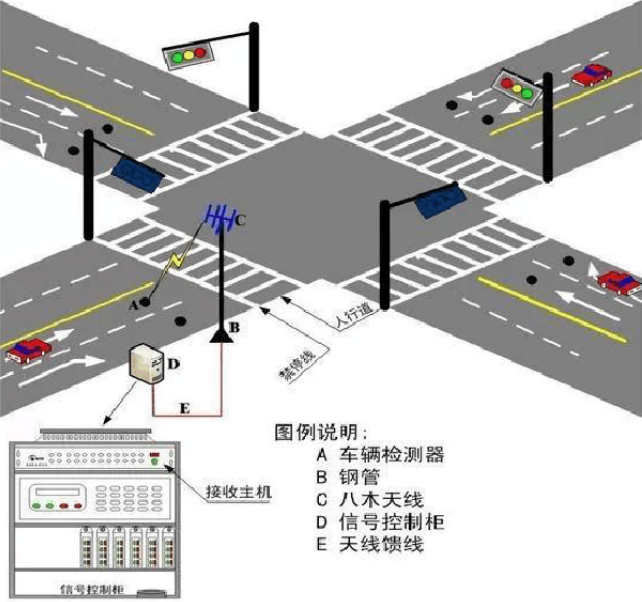 C
A
B
D
E
人行道
禁停线
接收主机
信号控制柜
图例说明:
A 车辆检测器
B 钢管
C 八木天线
D 信号控制柜
E 天线馈线